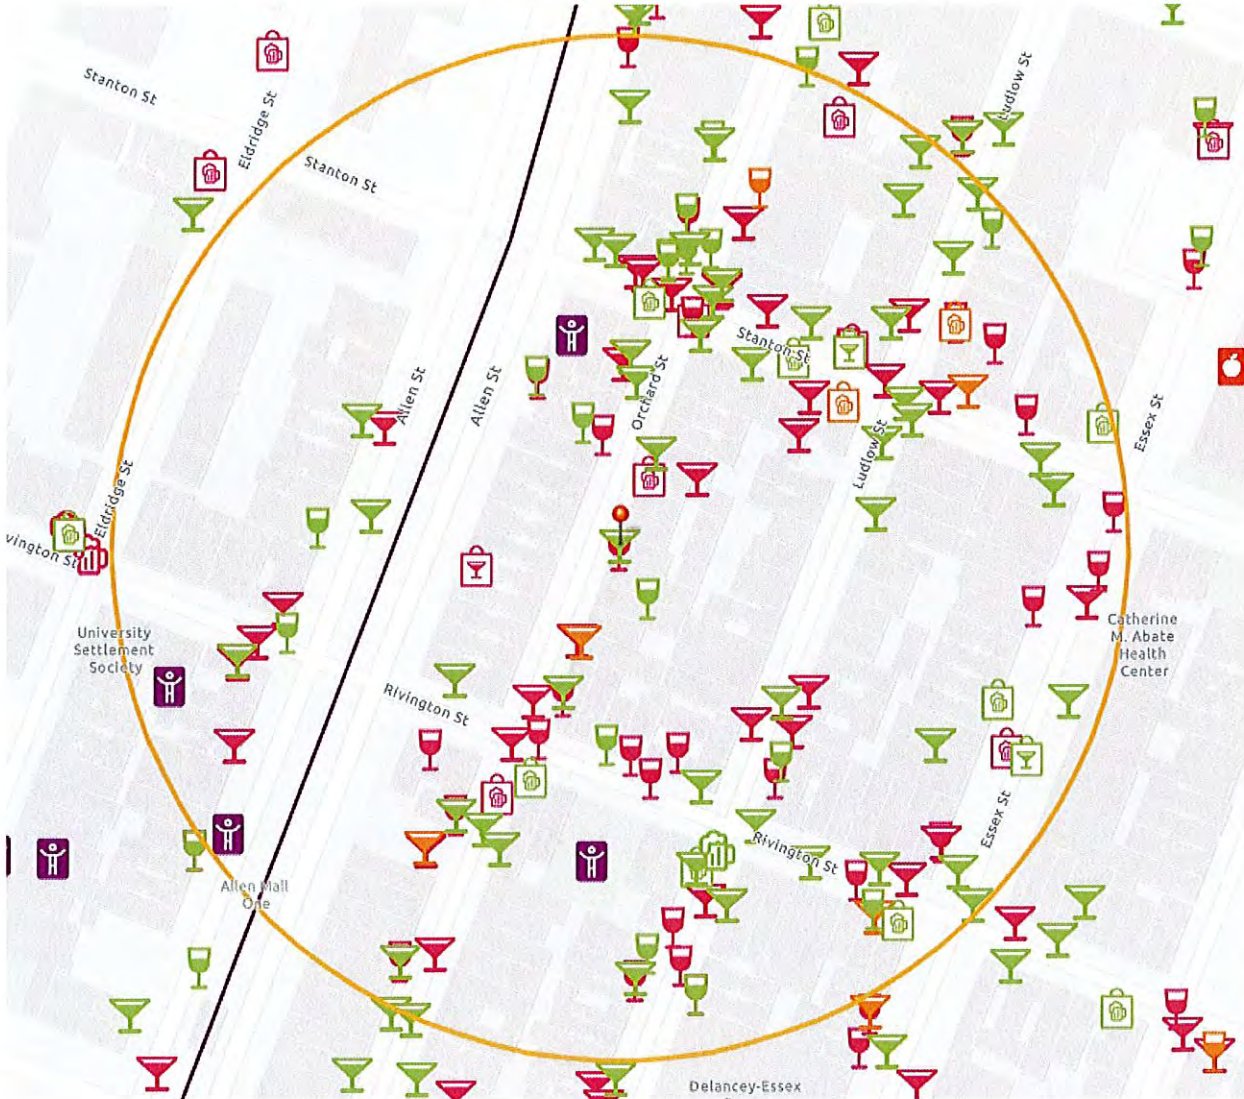 Stanton St
Eldridge St
Stanton St
Ludlow St
Allen St
Allen St
Orchard St
Stanton St
Ludlow St
Essex St
Eldridge St
vington St
University
Settlement
Society
Rivington St
Catherine
M. Abate
Health
Center
Essex St
Rivington St
Allen Mall
One
Delancey-Essex